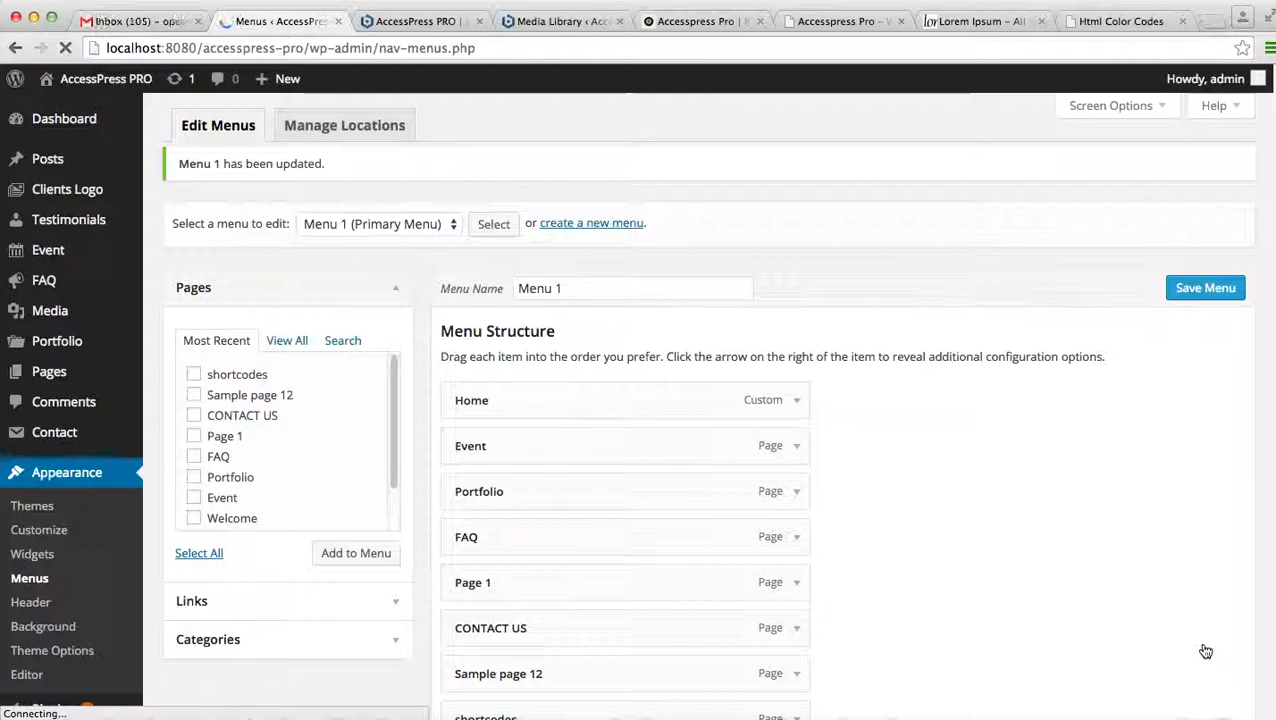 Inbox (105) – ope
Menus ‹ AccessPre
AccessPress PRO |
Media Library ‹ Acce
Accesspress Pro |
Accesspress Pro – V
Lorem Ipsum – All
Html Color Codes
localhost:8080/accesspress-pro/wp-admin/nav-menus.php
AccessPress PRO 1 0 New Howdy, admin
Dashboard
Posts
Clients Logo
Testimonials
Event
FAQ
Media
Portfolio
Pages
Comments
Contact
Appearance
Themes
Customize
Widgets
Menus
Header
Background
Theme Options
Editor
Connecting...
Screen Options Help
Edit Menus Manage Locations
Menu 1 has been updated.
Select a menu to edit: Menu 1 (Primary Menu) Select or create a new menu.
Pages
Most Recent View All Search
shortcodes
Sample page 12
CONTACT US
Page 1
FAQ
Portfolio
Event
Welcome
Select All Add to Menu
Links
Categories
Menu Name Menu 1 Save Menu
Menu Structure
Drag each item into the order you prefer. Click the arrow on the right of the item to reveal additional configuration options.
Home Custom
Event Page
Portfolio Page
FAQ Page
Page 1 Page
CONTACT US Page
Sample page 12 Page
shortcodes Page